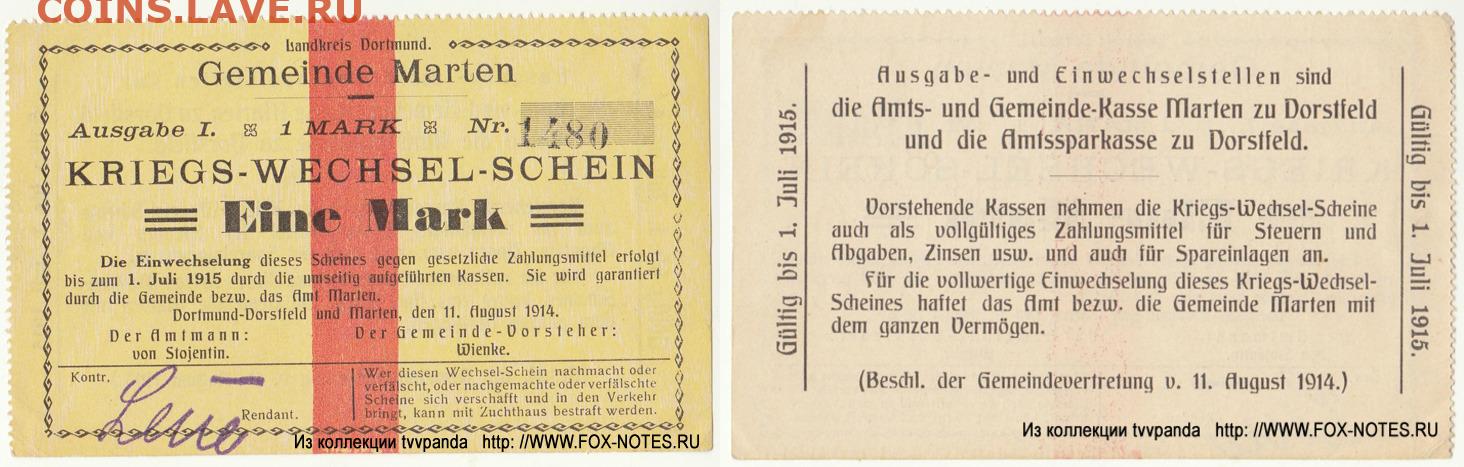 COINS.LAVE.RU
Landkreis Dortmund.
Gemeinde Marten
Ausgabe I. 1 MARK Nr. 1480
KRIEGS-WECHSEL-SCHEIN
Eine Mark
Die Einwechselung dieses Scheines gegen gesetzliche Zahlungsmittel erfolgt
bis zum 1. Juli 1915 durch die umseitig aufgeführten Kassen. Sie wird garantiert
durch die Gemeinde bezw. das Amt Marten.
Dortmund-Dorstfeld und Marten, den 11. August 1914.
Der Amtmann: Der Gemeinde-Vorsteher:
von Stojentin. Wienke.
Kontr.
Rendant.
Wer diesen Wechsel-Schein nachmacht oder
verfälscht, oder nachgemachte oder verfälschte
Scheine sich verschafft und in den Verkehr
bringt, kann mit Zuchthaus bestraft werden.
Из коллекции tvvpanda http: //WWW.FOX-NOTES.RU
Gültig bis 1. Juli 1915.
Ausgabe- und Einwechselstellen sind
die Amts- und Gemeinde-Kasse Marten zu Dorstfeld
und die Amtssparkasse zu Dorstfeld.
Vorstehende Kassen nehmen die Kriegs-Wechsel-Scheine
auch als vollgültiges Zahlungsmittel für Steuern und
Abgaben, Zinsen usw. und auch für Spareinlagen an.
Für die vollwertige Einwechselung dieses Kriegs-Wechsel-
Scheines haftet das Amt bezw. die Gemeinde Marten mit
dem ganzen Vermögen.
(Beschl. der Gemeindevertretung v. 11. August 1914.)
Gültig bis 1. Juli 1915.
Из коллекции tvvpanda http: //WWW.FOX-NOTES.RU